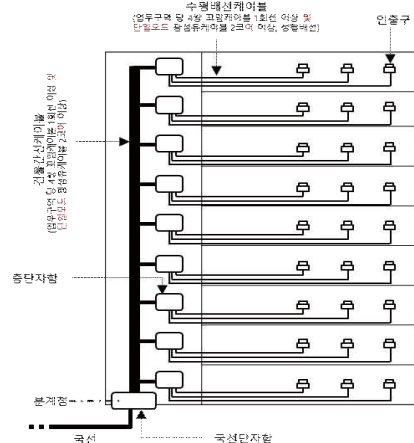 수평배선케이블
(업무구역 당 4쌍 꼬임케이블 1회선 이상 및
단일모드 광섬유케이블 2코어 이상, 성형배선)
인출구
건물간선케이블
(업무구역 당 4쌍 꼬임케이블 1회선 이상 및
단일모드 광섬유케이블 2코어 이상)
층단자함
분계점
국선
국선단자함